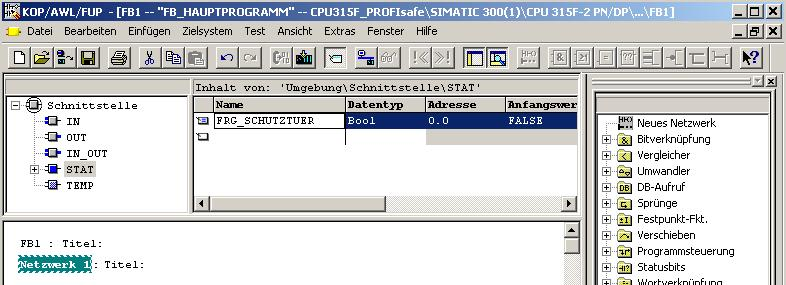 KOP/AWL/FUP - [FB1 -- "FB_HAUPTPROGRAMM" -- CPU315F_PROFIsafe\SIMATIC 300(1)\CPU 315F-2 PN/DP\...\FB1]
Datei Bearbeiten Einfügen Zielsystem Test Ansicht Extras Fenster Hilfe
Inhalt von: 'Umgebung\Schnittstelle\STAT'
Schnittstelle
IN
OUT
IN_OUT
STAT
TEMP
Name Datentyp Adresse Anfangswer
FRG_SCHUTZTUER Bool 0.0 FALSE
Neues Netzwerk
Bitverknüpfung
Vergleicher
Umwandler
DB-Aufruf
Sprünge
Festpunkt-Fkt.
Verschieben
Programmsteuerung
Statusbits
Wortverknüpfung
FB1 : Titel:
Netzwerk 1: Titel: